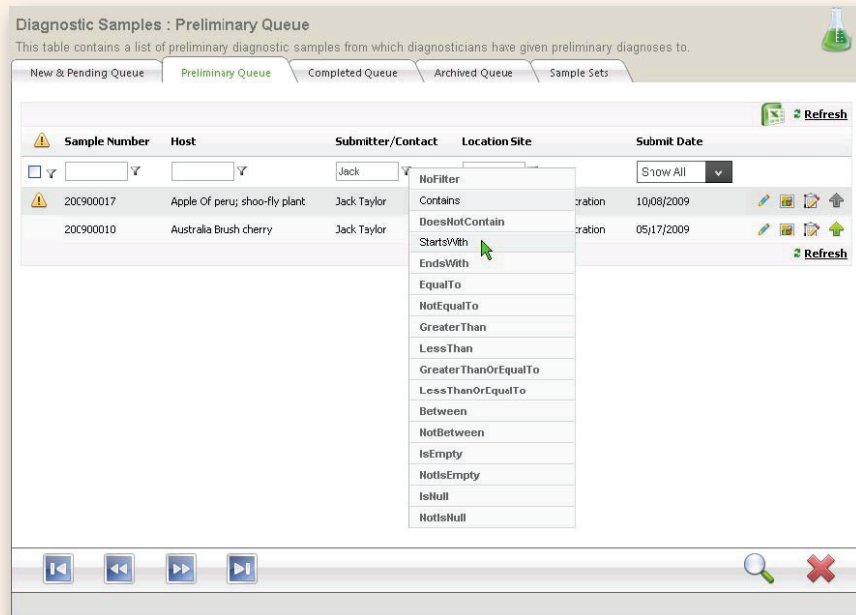 Diagnostic Samples : Preliminary Queue
This table contains a list of preliminary diagnostic samples from which diagnosticians have given preliminary diagnoses to.
New & Pending Queue Preliminary Queue Completed Queue Archived Queue Sample Sets
Refresh
Sample Number Host Submitter/Contact Location Site Submit Date
Jack Show All
200900017 Apple Of peru; shoo-fly plant Jack Taylor tration 10/08/2009
200900010 Australia Brush cherry Jack Taylor tration 05/17/2009
Refresh
NoFilter
Contains
DoesNotContain
StartsWith
EndsWith
EqualTo
NotEqualTo
GreaterThan
LessThan
GreaterThanOrEqualTo
LessThanOrEqualTo
Between
NotBetween
IsEmpty
NotIsEmpty
IsNull
NotIsNull